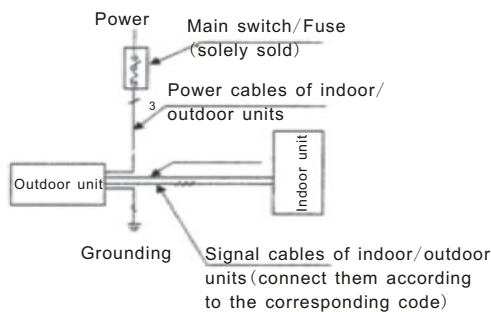 Power
Main switch/Fuse
(solely sold)
3
Power cables of indoor/
outdoor units
Outdoor unit
Indoor unit
Grounding
Signal cables of indoor/outdoor
units(connect them according
to the corresponding code)